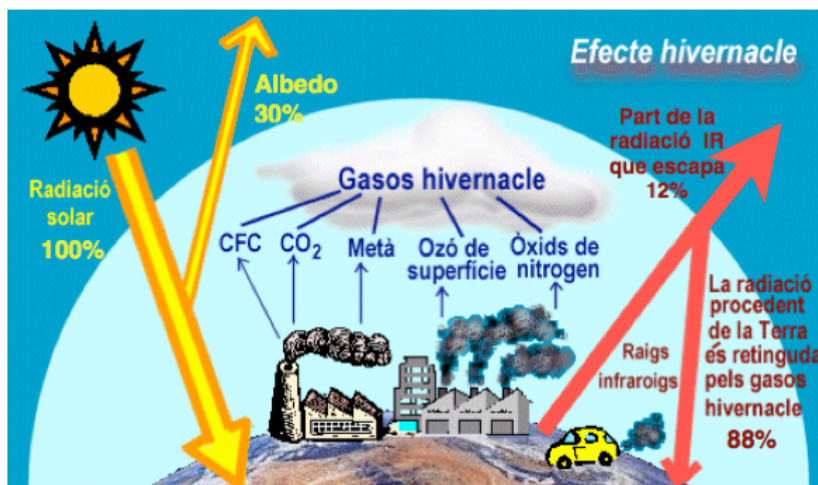 Efecte hivernacle
Albedo
30%
Radiació
solar
100%
Part de la
radiació IR
que escapa
12%
Gasos hivernacle
CFC
CO₂
Metà
Ozó de
superfície
Òxids de
nitrogen
Raigs
infraroigs
La radiació
procedent
de la Terra
és retinguda
pels gasos
hivernacle
88%